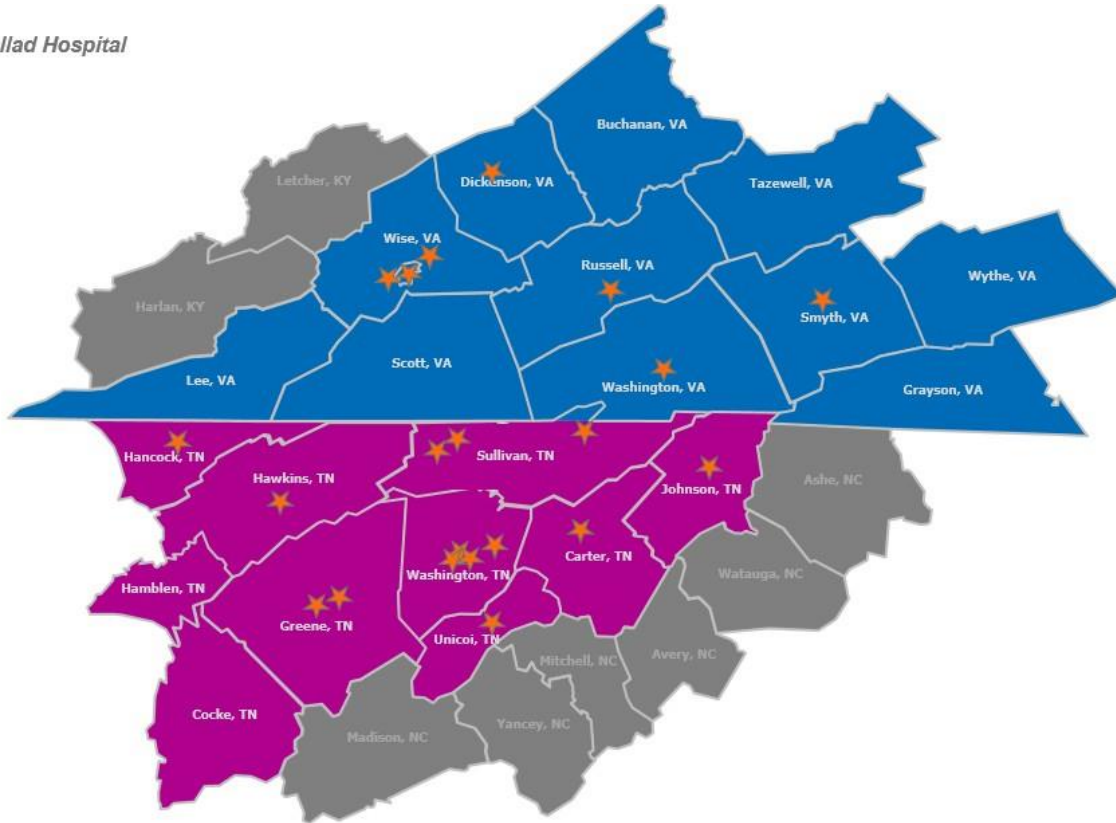 llad Hospital
Buchanan, VA
Letcher, KY
Dickenson, VA
Tazewell, VA
Wise, VA
Russell, VA
Wythe, VA
Harlan, KY
Smyth, VA
Scott, VA
Lee, VA
Washington, VA
Grayson, VA
Hancock, TN
Sullivan, TN
Hawkins, TN
Johnson, TN
Ashe, NC
Carter, TN
Washington, TN
Watauga, NC
Hamblen, TN
Greene, TN
Unicoi, TN
Avery, NC
Mitchell, NC
Cocke, TN
Yancey, NC
Madison, NC